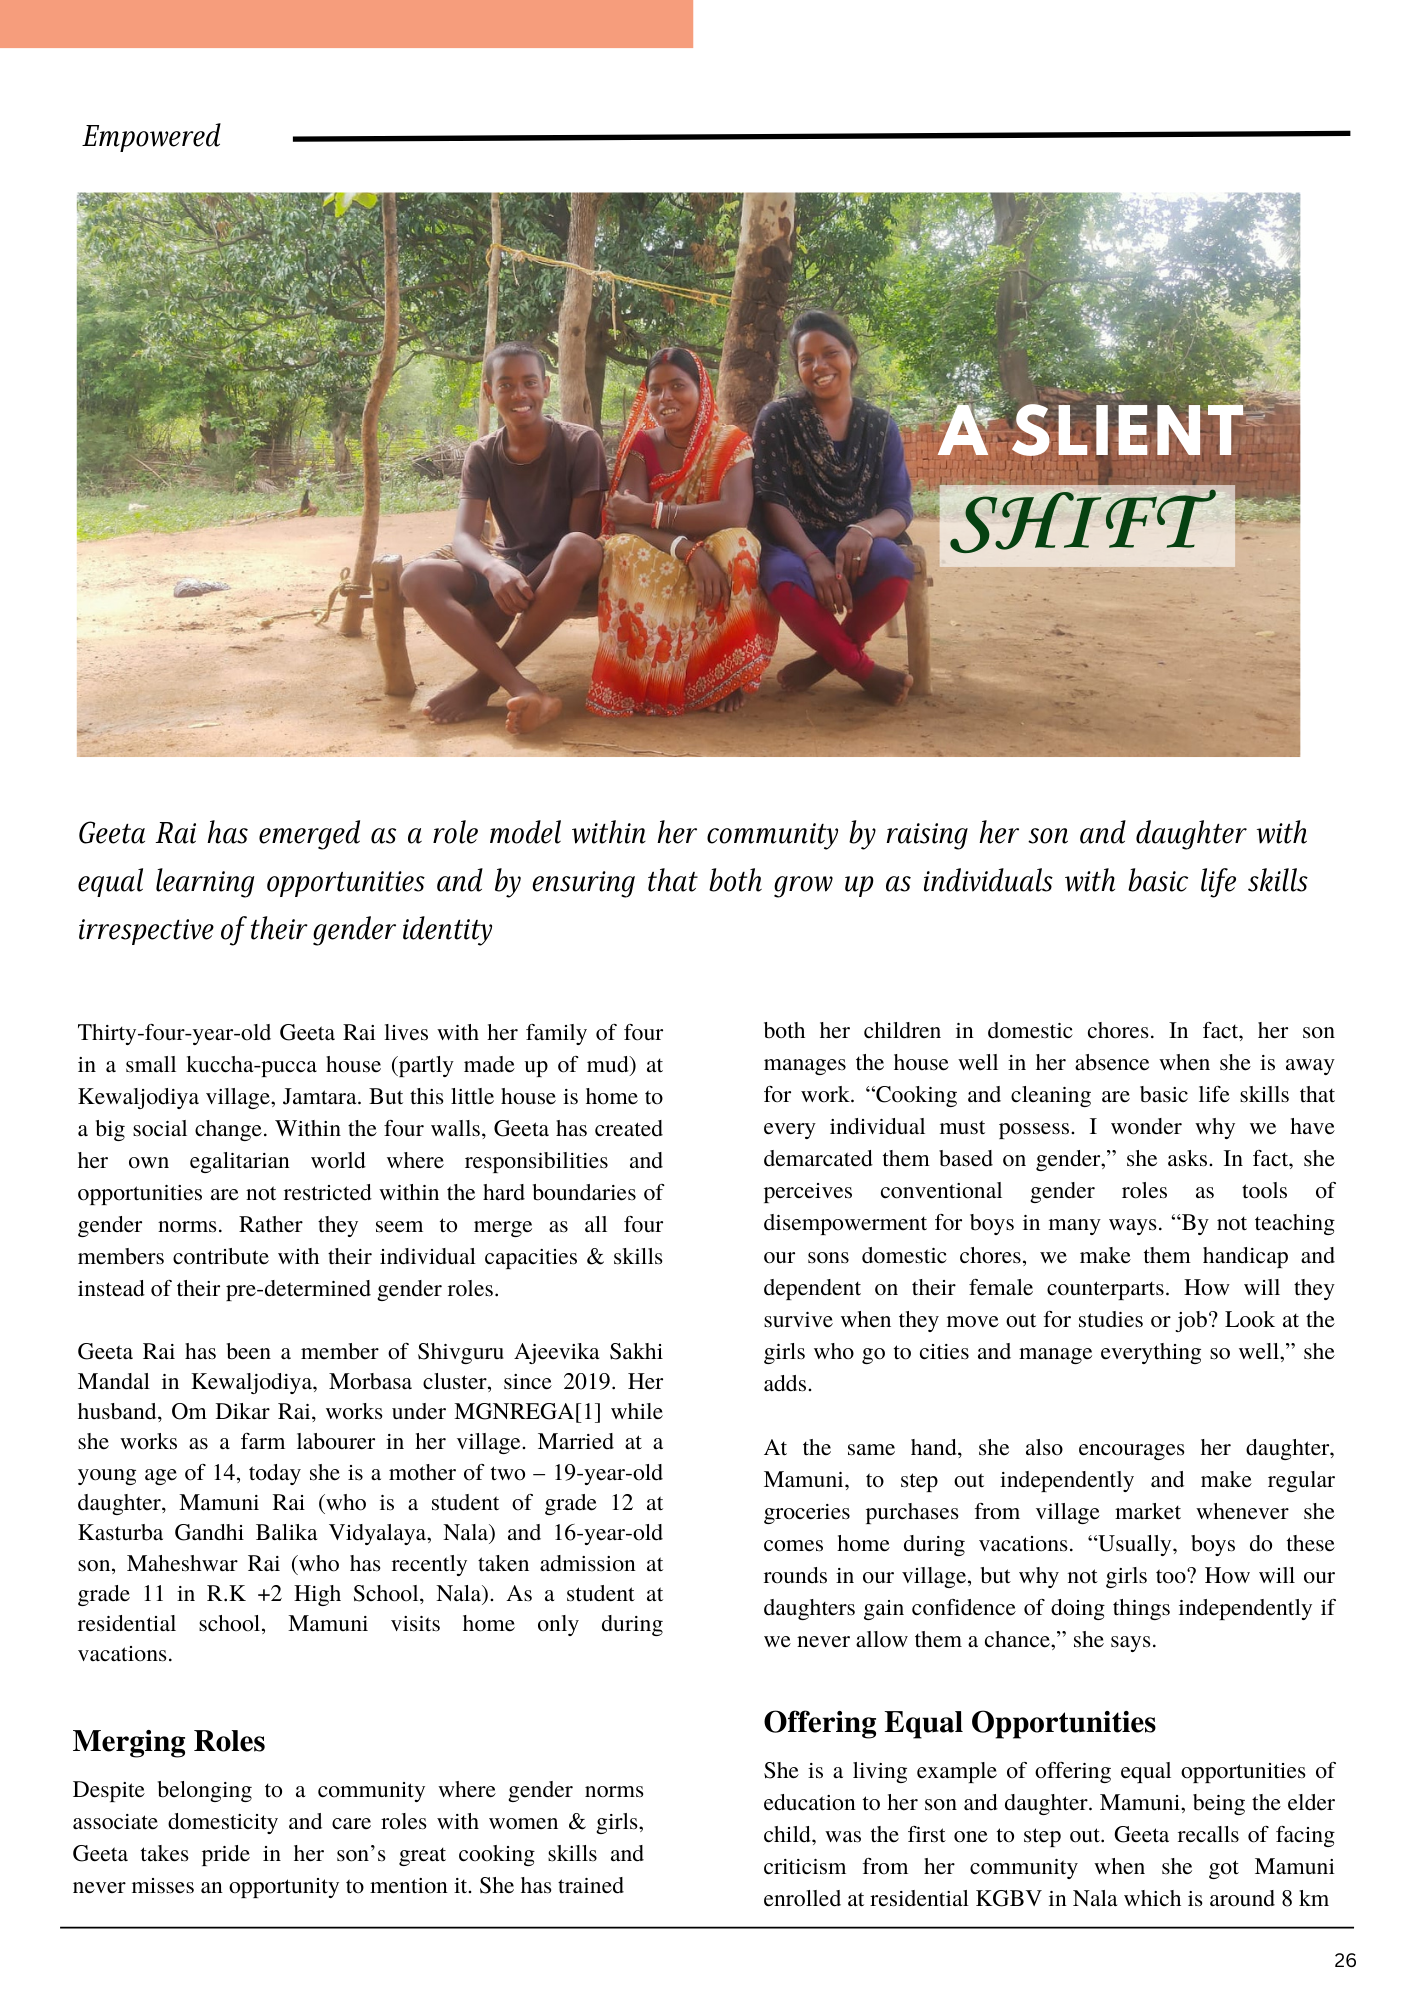 Empowered
A SLIENT
SHIFT
Geeta Rai has emerged as a role model within her community by raising her son and daughter with
equal learning opportunities and by ensuring that both grow up as individuals with basic life skills
irrespective of their gender identity
Thirty-four-year-old Geeta Rai lives with her family of four
in a small kuccha-pucca house (partly made up of mud) at
Kewaljodiya village, Jamtara. But this little house is home to
a big social change. Within the four walls, Geeta has created
her own egalitarian world where responsibilities and
opportunities are not restricted within the hard boundaries of
gender norms. Rather they seem to merge as all four
members contribute with their individual capacities & skills
instead of their pre-determined gender roles.
Geeta Rai has been a member of Shivguru Ajeevika Sakhi
Mandal in Kewaljodiya, Morbasa cluster, since 2019. Her
husband, Om Dikar Rai, works under MGNREGA[1] while
she works as a farm labourer in her village. Married at a
young age of 14, today she is a mother of two – 19-year-old
daughter, Mamuni Rai (who is a student of grade 12 at
Kasturba Gandhi Balika Vidyalaya, Nala) and 16-year-old
son, Maheshwar Rai (who has recently taken admission at
grade 11 in R.K +2 High School, Nala). As a student at
residential school, Mamuni visits home only during
vacations.
Merging Roles
Despite belonging to a community where gender norms
associate domesticity and care roles with women & girls,
Geeta takes pride in her son’s great cooking skills and
never misses an opportunity to mention it. She has trained
both her children in domestic chores. In fact, her son
manages the house well in her absence when she is away
for work. “Cooking and cleaning are basic life skills that
every individual must possess. I wonder why we have
demarcated them based on gender,” she asks. In fact, she
perceives conventional gender roles as tools of
disempowerment for boys in many ways. “By not teaching
our sons domestic chores, we make them handicap and
dependent on their female counterparts. How will they
survive when they move out for studies or job? Look at the
girls who go to cities and manage everything so well,” she
adds.
At the same hand, she also encourages her daughter,
Mamuni, to step out independently and make regular
groceries purchases from village market whenever she
comes home during vacations. “Usually, boys do these
rounds in our village, but why not girls too? How will our
daughters gain confidence of doing things independently if
we never allow them a chance,” she says.
Offering Equal Opportunities
She is a living example of offering equal opportunities of
education to her son and daughter. Mamuni, being the elder
child, was the first one to step out. Geeta recalls of facing
criticism from her community when she got Mamuni
enrolled at residential KGBV in Nala which is around 8 km
26